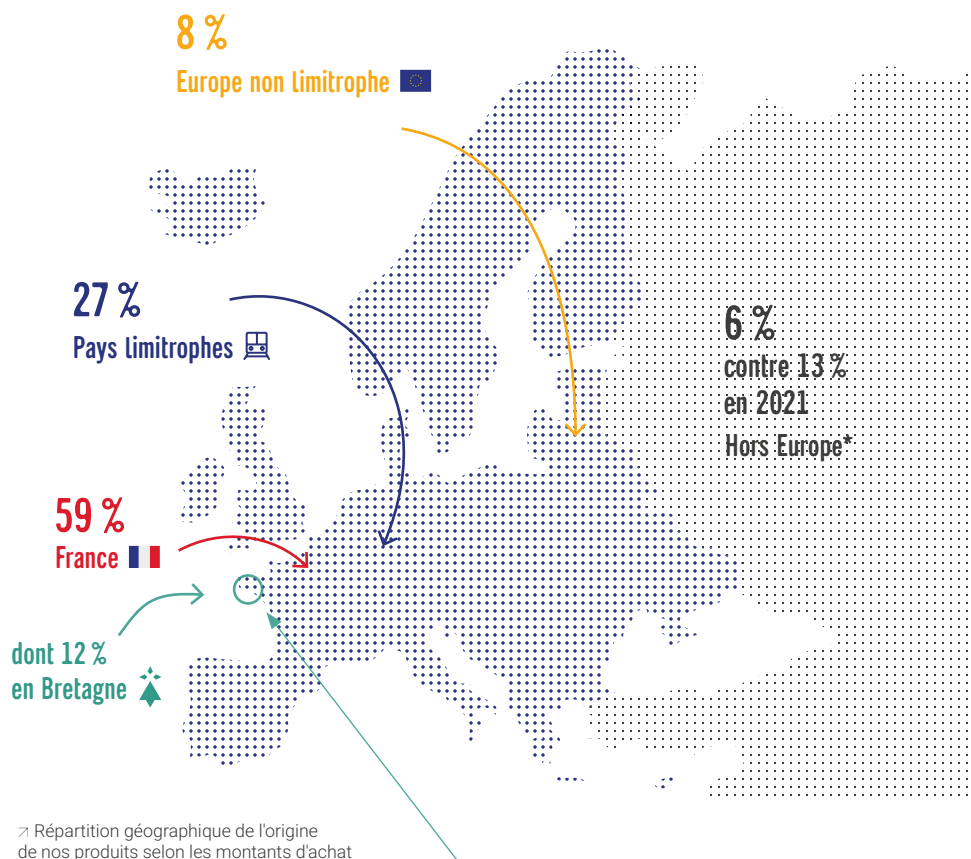 8 %
Europe non limitrophe
27 %
Pays limitrophes
6 %
contre 13 %
en 2021
Hors Europe*
59 %
France
dont 12 %
en Bretagne
↗ Répartition géographique de l'origine
de nos produits selon les montants d'achat